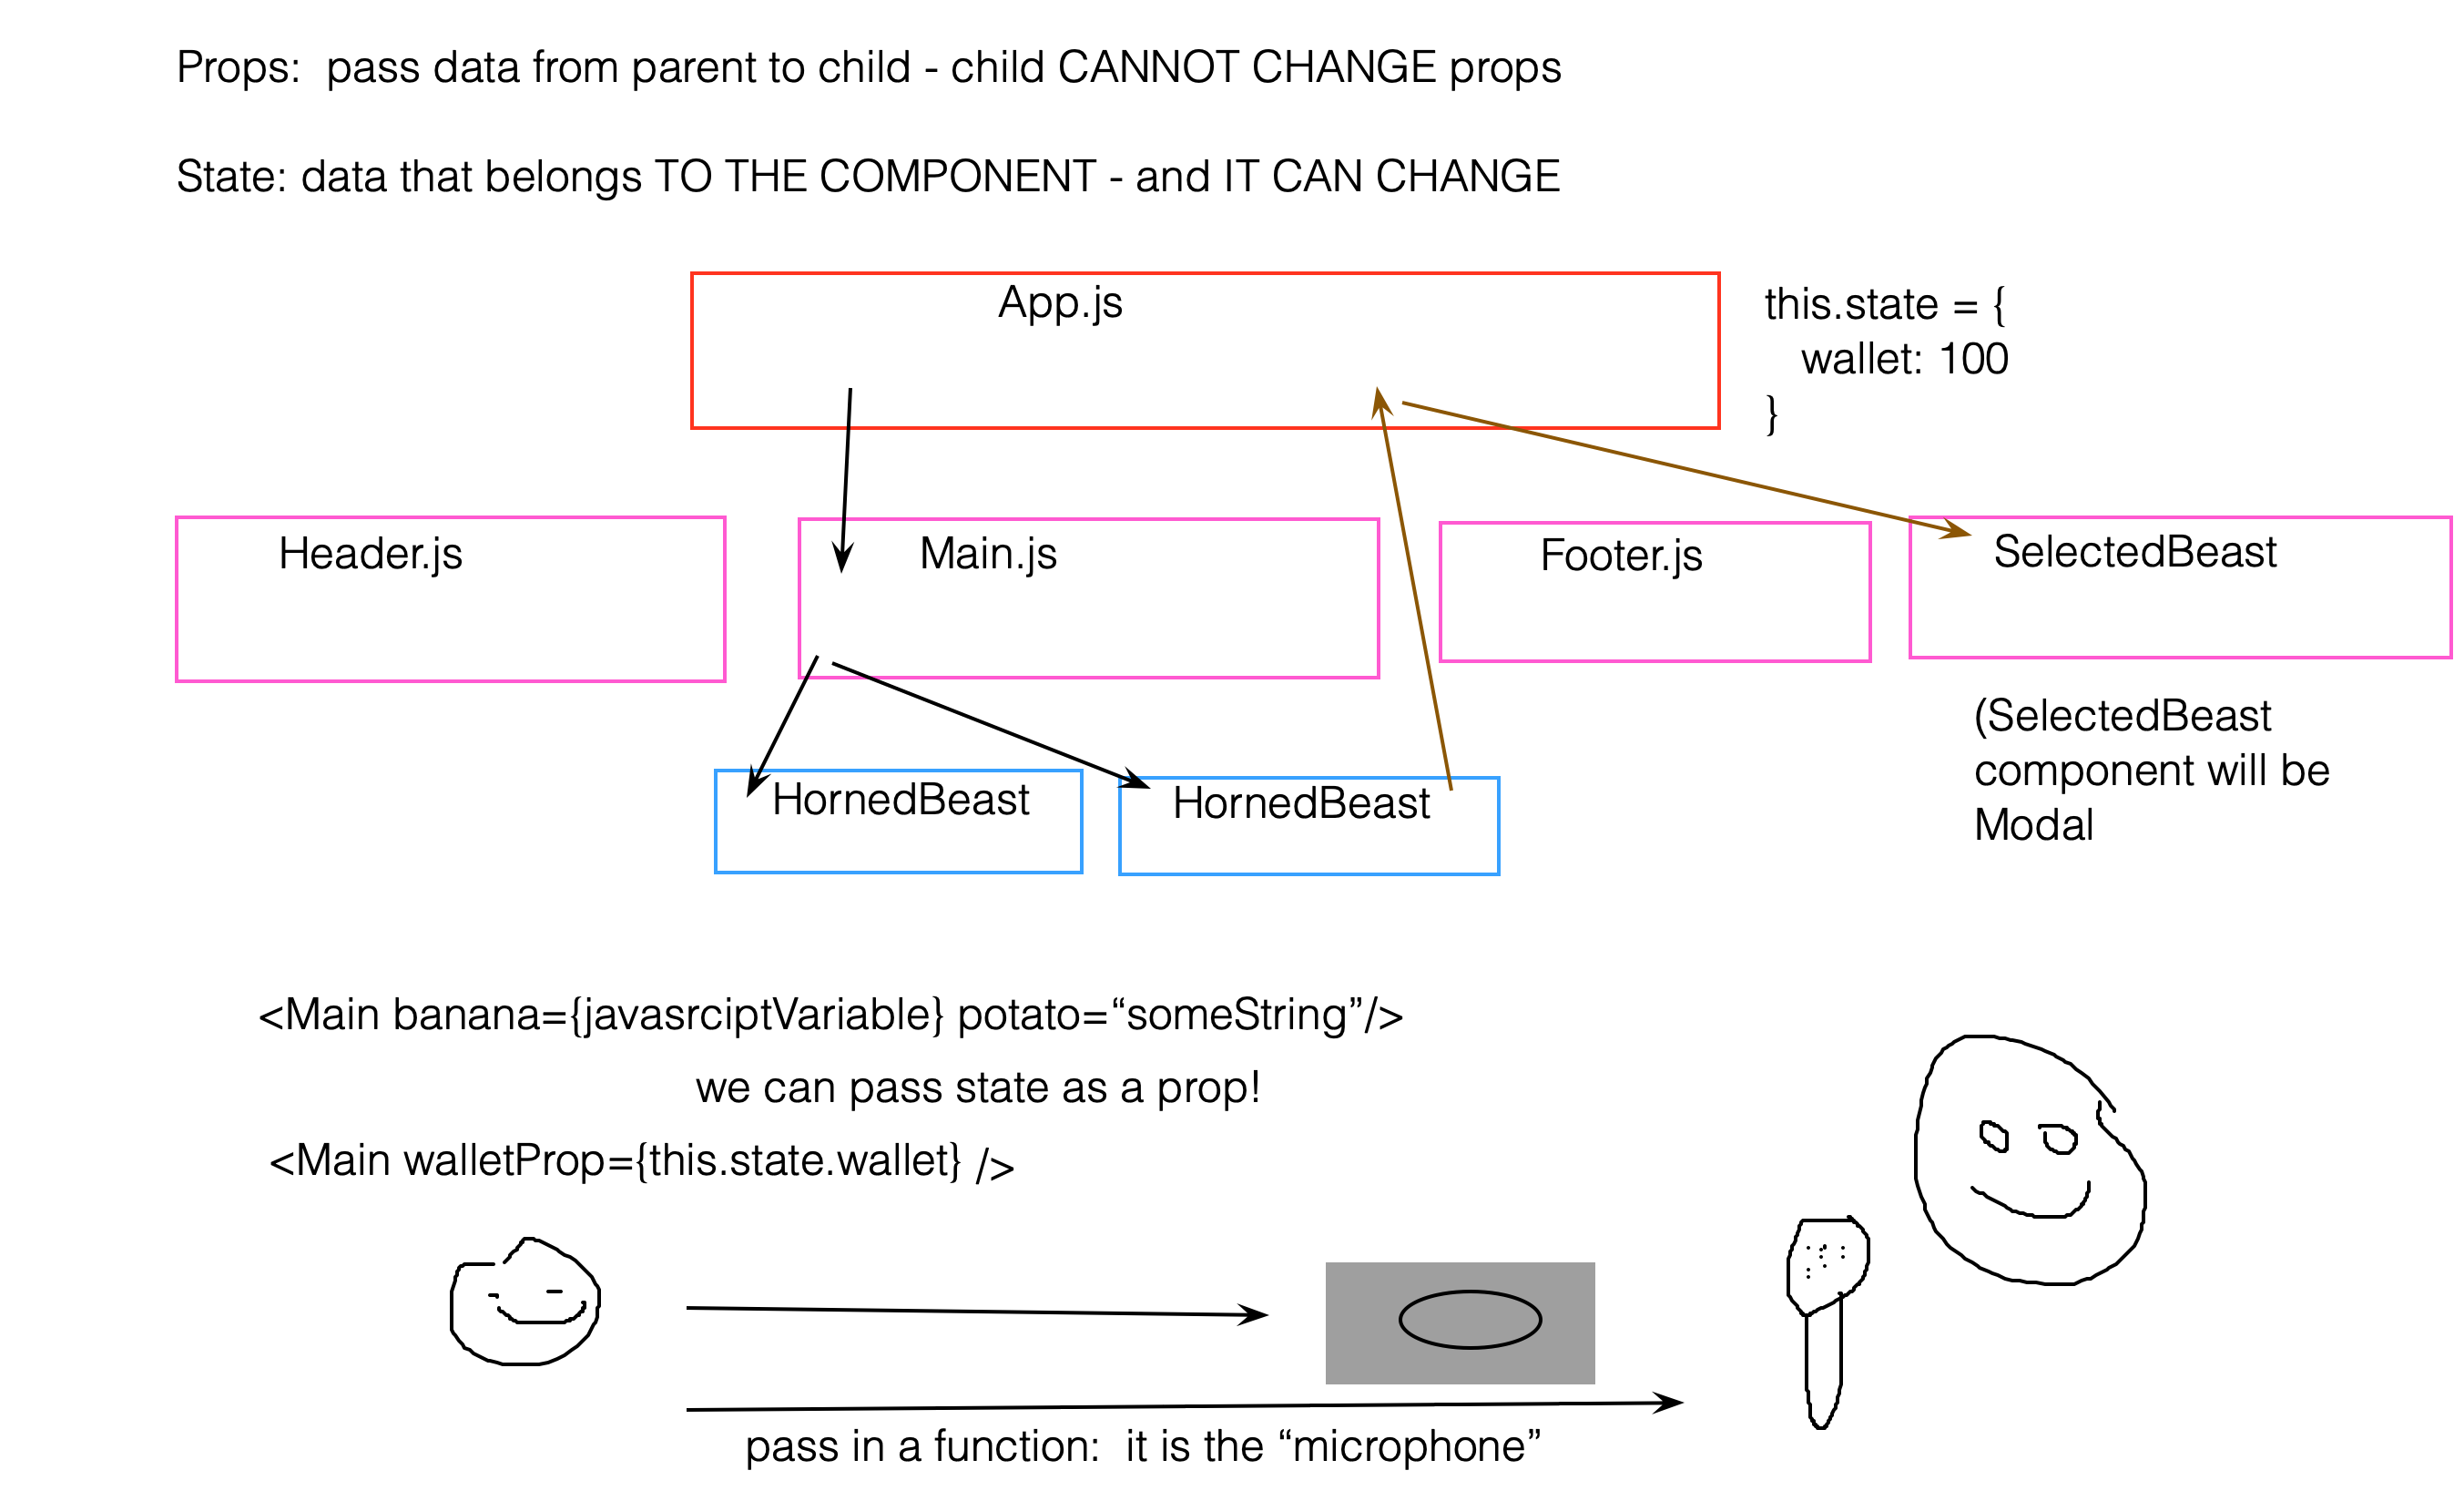 Props:  pass data from parent to child - child CANNOT CHANGE props
State: data that belongs TO THE COMPONENT - and IT CAN CHANGE
App.js
this.state = {
wallet: 100
}
Header.js
Main.js
Footer.js
SelectedBeast
(SelectedBeast
component will be
Modal
HornedBeast
HornedBeast
<Main banana={javasrciptVariable} potato=“someString”/>
we can pass state as a prop!
<Main walletProp={this.state.wallet} />
pass in a function:  it is the “microphone”